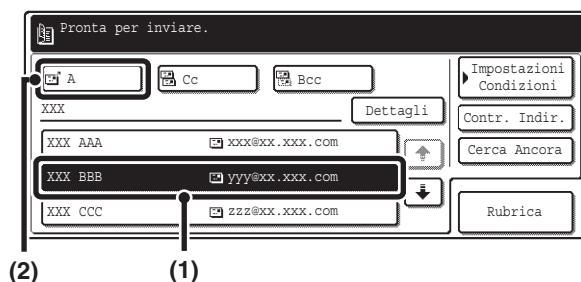 Pronta per inviare.
A Cc Bcc Impostazioni Condizioni
XXX Dettagli Contr. Indir.
XXX AAA xxx@xx.xxx.com Cerca Ancora
XXX BBB yyy@xx.xxx.com
XXX CCC zzz@xx.xxx.com Rubrica
(2) (1)